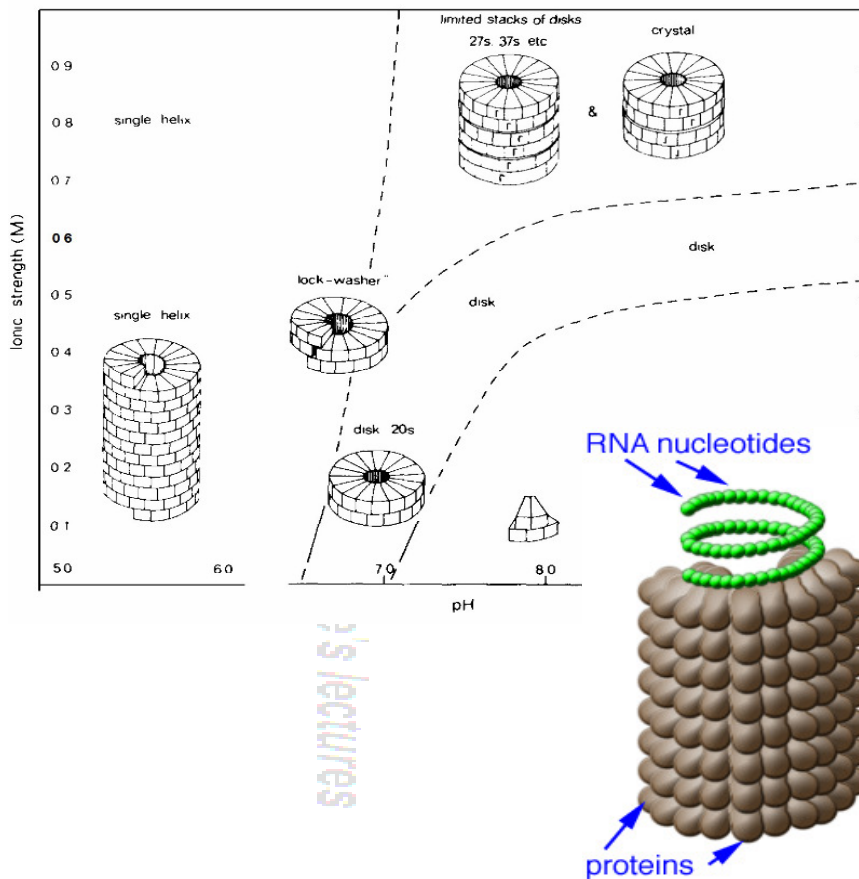 limited stacks of disks
27s 37s etc
crystal
&
0 9
0 8
0 7
0 6
0 5
0 4
0 3
0 2
0 1
Ionic strength (M)
single helix
disk
lock-washer
disk
single helix
disk 20s
5 0
6 0
7 0
8 0
pH
RNA nucleotides
proteins
's lectures